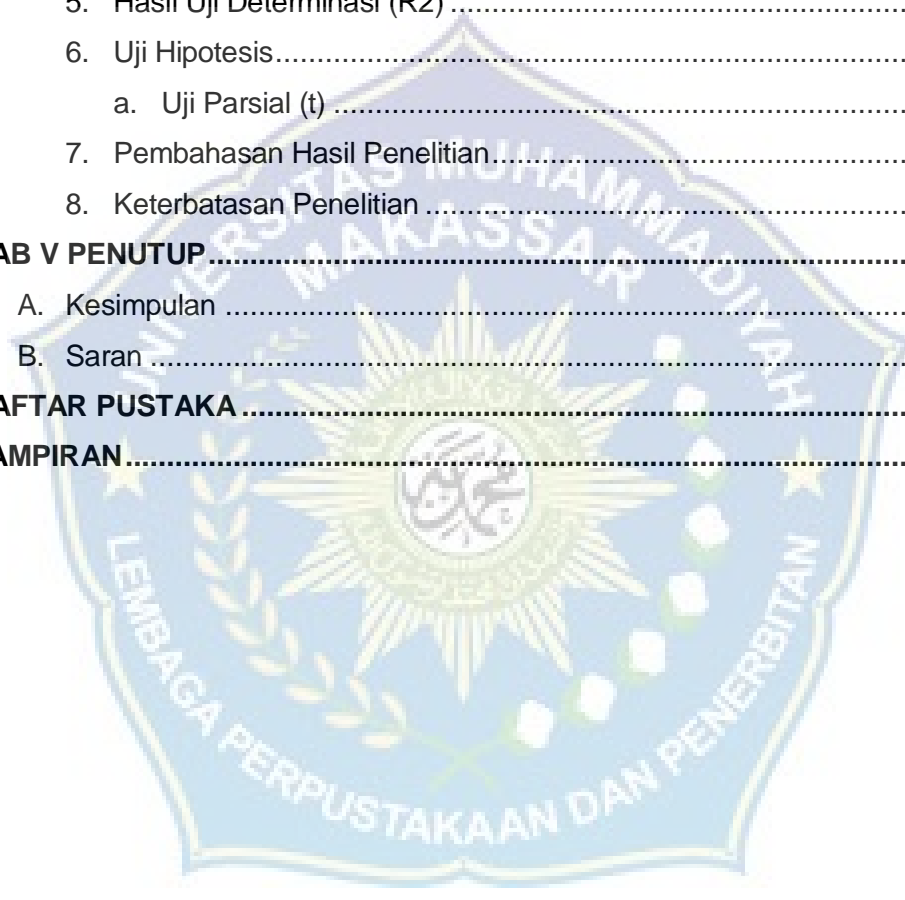 5. Hasil Uji Determinasi (R2) ........................................................
6. Uji Hipotesis ........................................................
a. Uji Parsial (t) ........................................................
7. Pembahasan Hasil Penelitian ........................................................
8. Keterbatasan Penelitian ........................................................
AB V PENUTUP ........................................................
A. Kesimpulan ........................................................
B. Saran ........................................................
AFTAR PUSTAKA ........................................................
AMPIRAN ........................................................
UNIVERSITAS MUHAMMADIYAH
MAKASSAR
LEMBAGA PERPUSTAKAAN DAN PENERBITAN